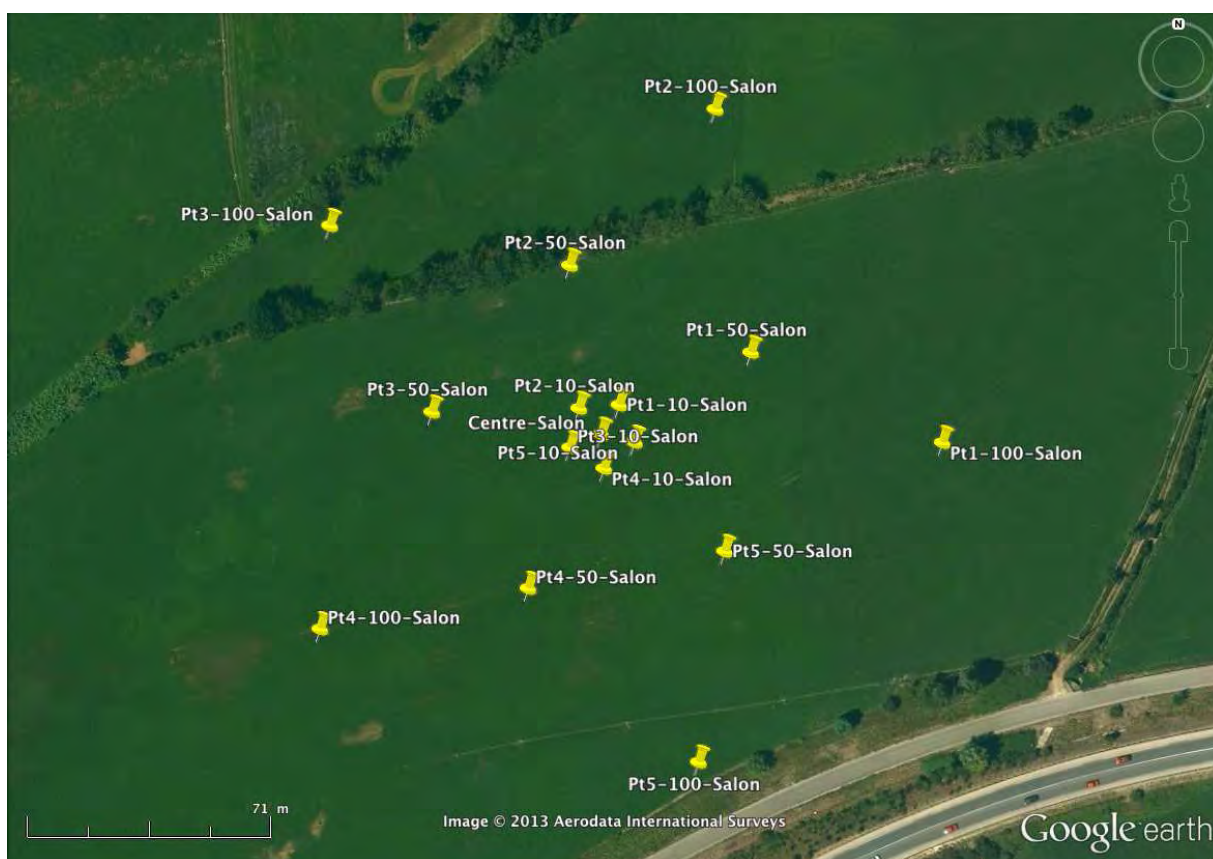 N
Pt2-100-Salon
Pt3-100-Salon
Pt2-50-Salon
Pt1-50-Salon
Pt3-50-Salon
Pt2-10-Salon
Pt1-10-Salon
Centre-Salon
Pt3-10-Salon
Pt5-10-Salon
Pt1-100-Salon
Pt4-10-Salon
Pt5-50-Salon
Pt4-50-Salon
Pt4-100-Salon
Pt5-100-Salon
71 m
Image © 2013 Aerodata International Surveys
Google earth